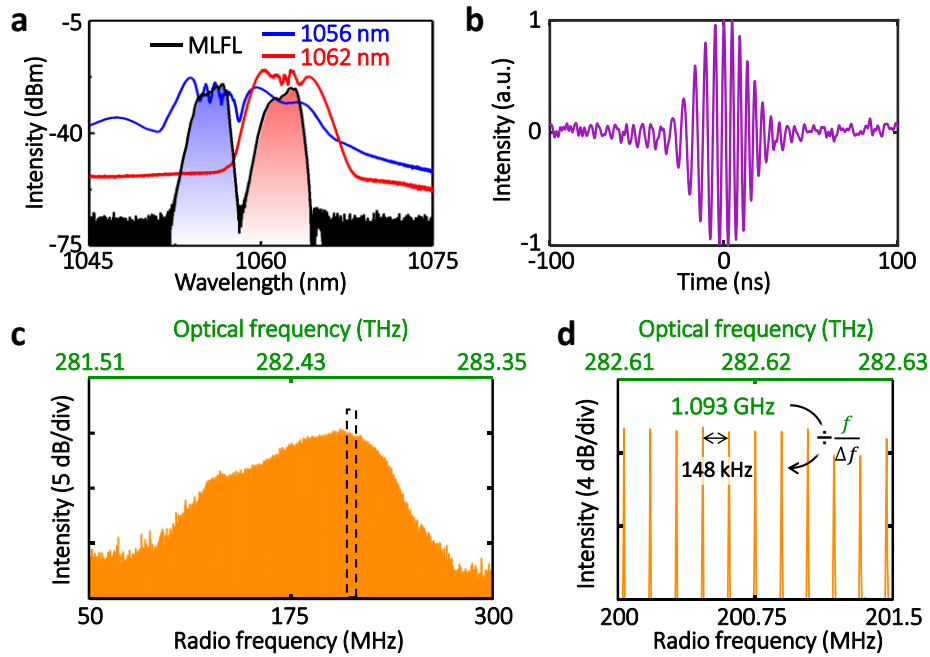 a
-5
-40
-75
Intensity (dBm)
MLFL
1056 nm
1062 nm
1045
1060
1075
Wavelength (nm)
b
1
0
-1
Intensity (a.u.)
-100
0
100
Time (ns)
c
Optical frequency (THz)
281.51
282.43
283.35
Intensity (5 dB/div)
50
175
300
Radio frequency (MHz)
d
Optical frequency (THz)
282.61
282.62
282.63
Intensity (4 dB/div)
1.093 GHz
÷ f
Δf
148 kHz
200
200.75
201.5
Radio frequency (MHz)